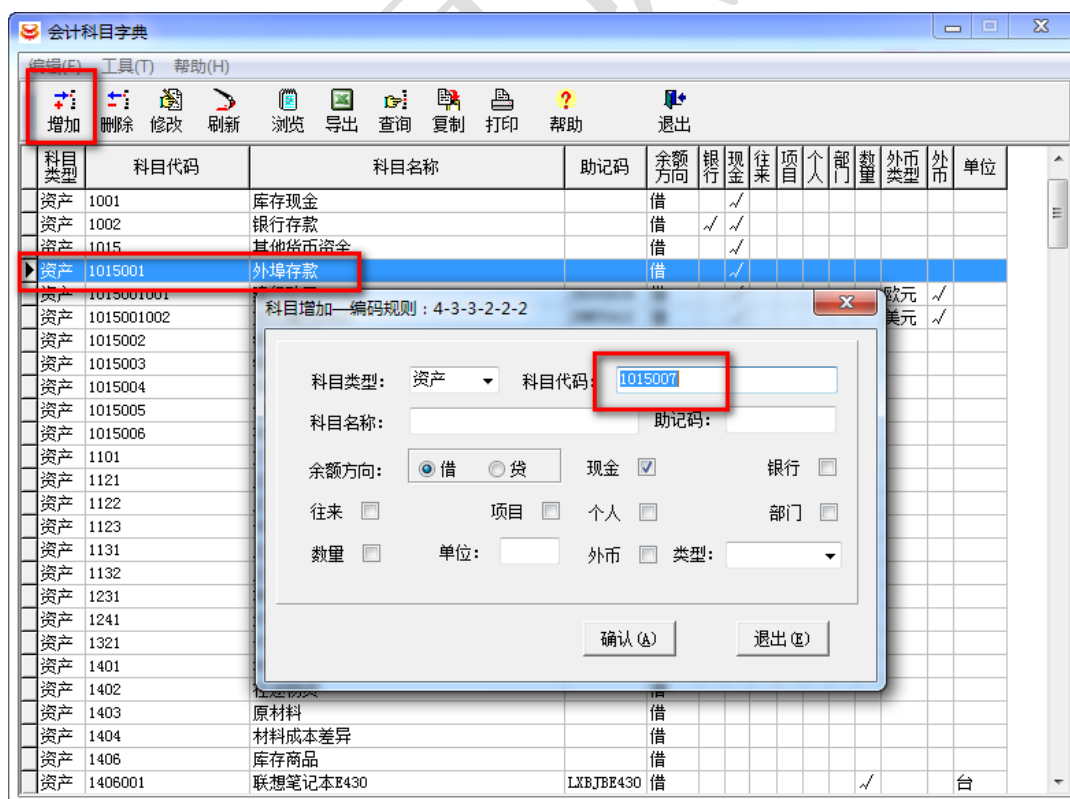 会计科目字典
编辑(E) 工具(T) 帮助(H)
增加 删除 修改 刷新 浏览 导出 查询 复制 打印 帮助 退出
科目类型 科目代码 科目名称 助记码 余额方向 银行 现金 往来 项目 个人 部门 数量 外币类型 外币 单位
资产 1001 库存现金 借 √
资产 1002 银行存款 借 √ √
资产 1015 其他货币资金 借 √
资产 1015001 外埠存款 借 √
资产 1015001001 欧元 √
资产 1015001002 美元 √
资产 1015002
资产 1015003
资产 1015004
资产 1015005
资产 1015006
资产 1101
资产 1121
资产 1122
资产 1123
资产 1131
资产 1132
资产 1231
资产 1241
资产 1321
资产 1401
资产 1402 借
资产 1403 原材料 借
资产 1404 材料成本差异 借
资产 1406 库存商品 借
资产 1406001 联想笔记本E430 LXBJBE430 借 √ 台
科目增加—编码规则：4-3-3-2-2-2
科目类型： 资产 科目代码： 1015007
科目名称： 助记码：
余额方向： 借 贷 现金 银行
往来 项目 个人 部门
数量 单位： 外币 类型：
确认(A) 退出(E)